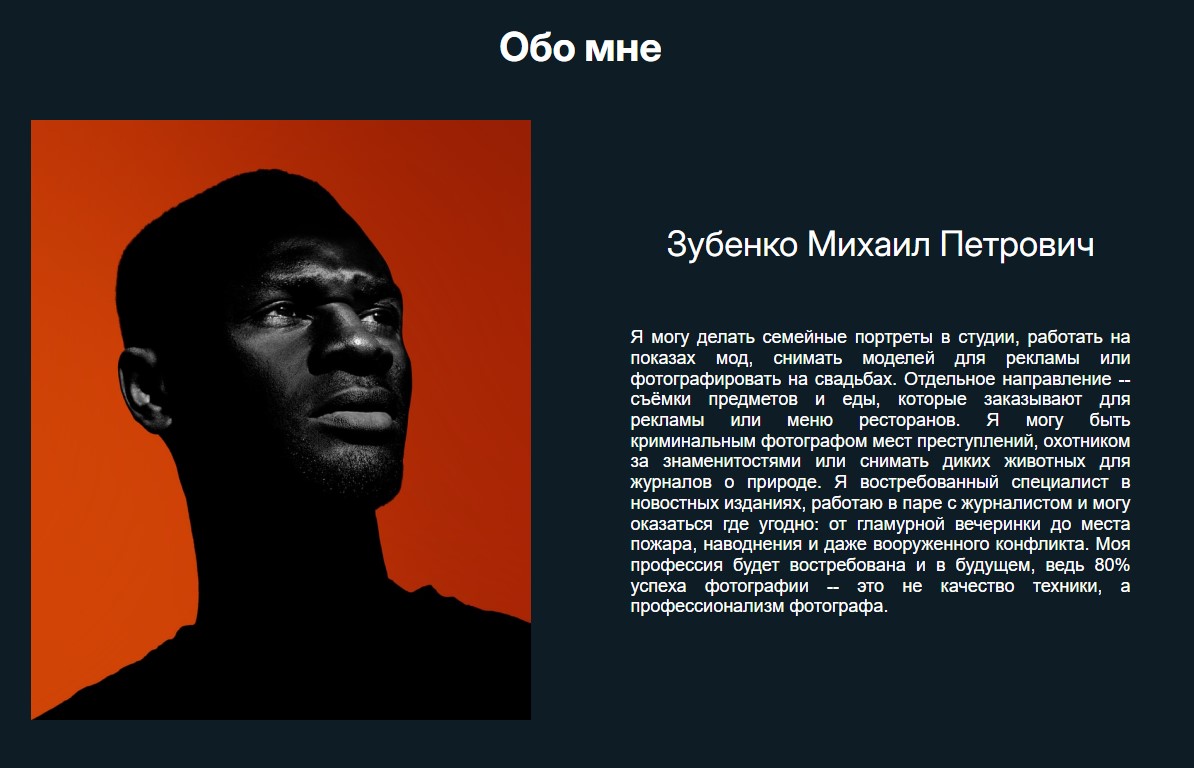 Обо мне
Зубенко Михаил Петрович
Я могу делать семейные портреты в студии, работать на
показах мод, снимать моделей для рекламы или
фотографировать на свадьбах. Отдельное направление --
съёмки предметов и еды, которые заказывают для
рекламы или меню ресторанов. Я могу быть
криминальным фотографом мест преступлений, охотником
за знаменитостями или снимать диких животных для
журналов о природе. Я востребованный специалист в
новостных изданиях, работаю в паре с журналистом и могу
оказаться где угодно: от гламурной вечеринки до места
пожара, наводнения и даже вооруженного конфликта. Моя
профессия будет востребована и в будущем, ведь 80%
успеха фотографии -- это не качество техники, а
профессионализм фотографа.